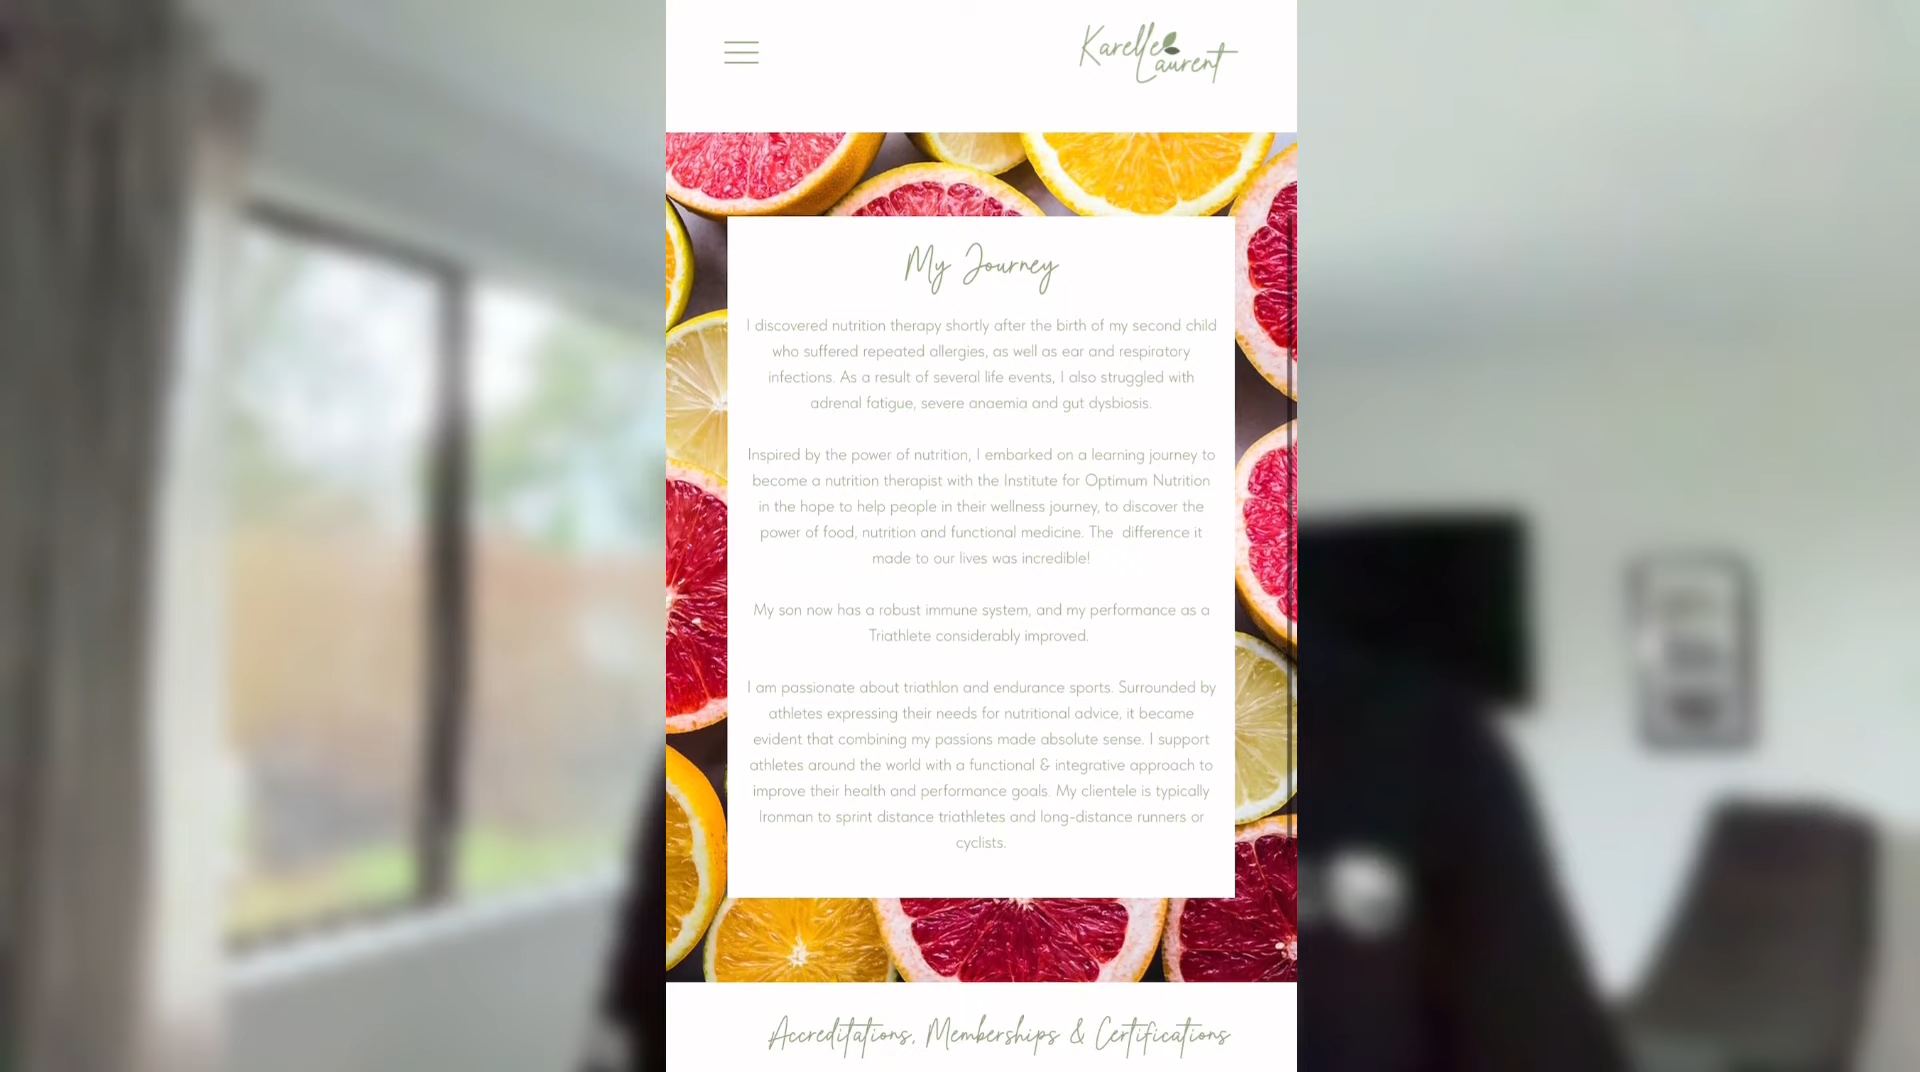 Karelle
Laurent
My Journey
I discovered nutrition therapy shortly after the birth of my second child
who suffered repeated allergies, as well as ear and respiratory
infections. As a result of several life events, I also struggled with
adrenal fatigue, severe anaemia and gut dysbiosis.
Inspired by the power of nutrition, I embarked on a learning journey to
become a nutrition therapist with the Institute for Optimum Nutrition
in the hope to help people in their wellness journey, to discover the
power of food, nutrition and functional medicine. The difference it
made to our lives was incredible!
My son now has a robust immune system, and my performance as a
Triathlete considerably improved.
I am passionate about triathlon and endurance sports. Surrounded by
athletes expressing their needs for nutritional advice, it became
evident that combining my passions made absolute sense. I support
athletes around the world with a functional & integrative approach to
improve their health and performance goals. My clientele is typically
Ironman to sprint distance triathletes and long-distance runners or
cyclists.
Accreditations, Memberships & Certifications